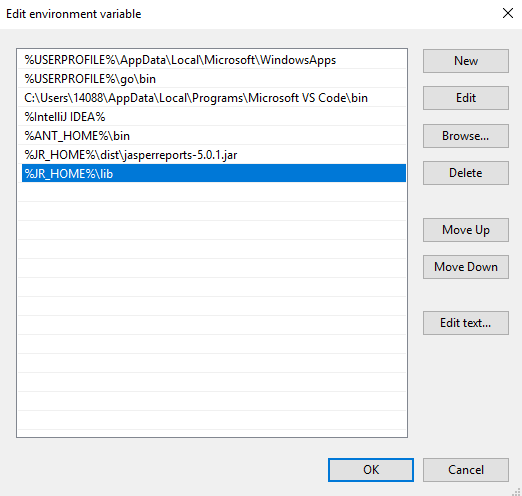 Edit environment variable
%USERPROFILE%\AppData\Local\Microsoft\WindowsApps
%USERPROFILE%\go\bin
C:\Users\14088\AppData\Local\Programs\Microsoft VS Code\bin
%IntelliJ IDEA%
%ANT_HOME%\bin
%JR_HOME%\dist\jasperreports-5.0.1.jar
%JR_HOME%\lib
New
Edit
Browse...
Delete
Move Up
Move Down
Edit text...
OK
Cancel